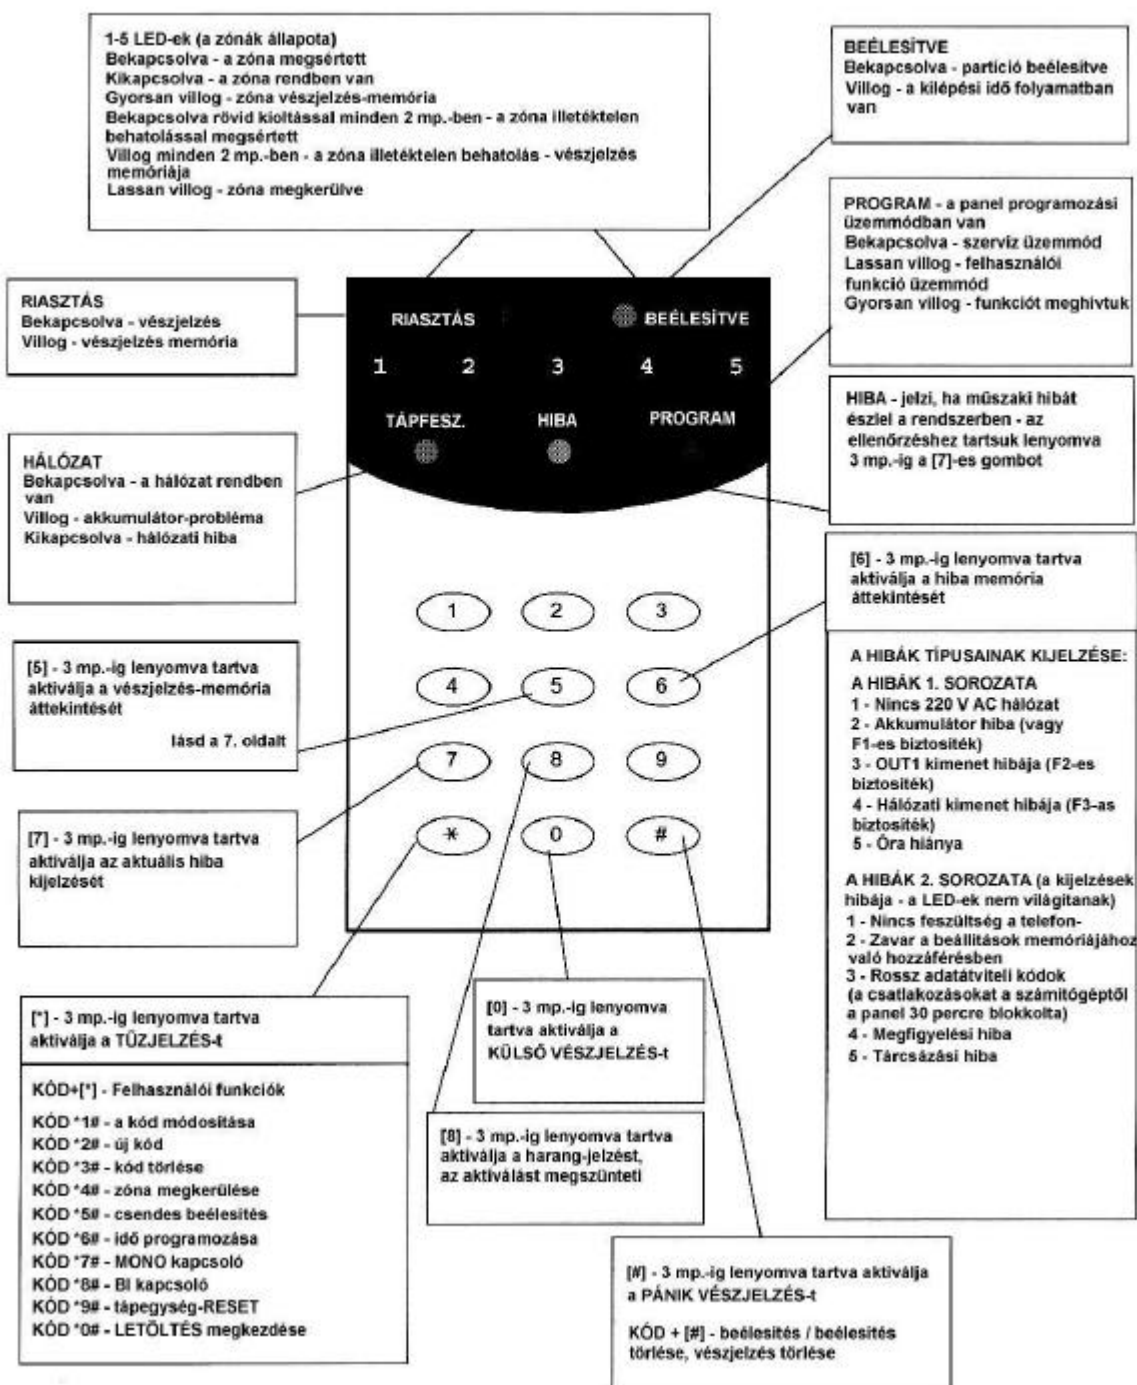 1-5 LED-ek (a zónák állapota)
Bekapcsolva - a zóna megsértett
Kikapcsolva - a zóna rendben van
Gyorsan villog - zóna vészjelzés-memória
Bekapcsolva rövid kioltással minden 2 mp.-ben - a zóna illetéktelen
behatolással megsértett
Villog minden 2 mp.-ben - a zóna illetéktelen behatolás - vészjelzés
memóriája
Lassan villog - zóna megkerülve
BEÉLESÍTVE
Bekapcsolva - partíció beélesítve
Villog - a kilépési idő folyamatban
van
PROGRAM - a panel programozási
üzemmódban van
Bekapcsolva - szerviz üzemmód
Lassan villog - felhasználói
funkció üzemmód
Gyorsan villog - funkciót meghívtuk
RIASZTÁS
Bekapcsolva - vészjelzés
Villog - vészjelzés memória
RIASZTÁS
BEÉLESÍTVE
1 2 3 4 5
TÁPFESZ. HIBA PROGRAM
HIBA - jelzi, ha műszaki hibát
észlel a rendszerben - az
ellenőrzéshez tartsuk lenyomva
3 mp.-ig a [7]-es gombot
HÁLÓZAT
Bekapcsolva - a hálózat rendben
van
Villog - akkumulátor-probléma
Kikapcsolva - hálózati hiba
[6] - 3 mp.-ig lenyomva tartva
aktiválja a hiba memória
áttekintését
1 2 3
4 5 6
7 8 9
* 0 #
[5] - 3 mp.-ig lenyomva tartva
aktiválja a vészjelzés-memória
áttekintését
lásd a 7. oldalt
[7] - 3 mp.-ig lenyomva tartva
aktiválja az aktuális hiba
kijelzését
A HIBÁK TÍPUSAINAK KIJELZÉSE:
A HIBÁK 1. SOROZATA
1 - Nincs 220 V AC hálózat
2 - Akkumulátor hiba (vagy
F1-es biztosíték)
3 - OUT1 kimenet hibája (F2-es
biztosíték)
4 - Hálózati kimenet hibája (F3-as
biztosíték)
5 - Óra hiánya
A HIBÁK 2. SOROZATA (a kijelzések
hibája - a LED-ek nem világítanak)
1 - Nincs feszültség a telefon-
2 - Zavar a beállítások memóriájához
való hozzáférésben
3 - Rossz adatátviteli kódok
(a csatlakozásokat a számítógéptől
a panel 30 percre blokkolta)
4 - Megfigyelési hiba
5 - Tárcsázási hiba
[*] - 3 mp.-ig lenyomva tartva
aktiválja a TŰZJELZÉS-t
KÓD+[*] - Felhasználói funkciók
KÓD *1# - a kód módosítása
KÓD *2# - új kód
KÓD *3# - kód törlése
KÓD *4# - zóna megkerülése
KÓD *5# - csendes beélesítés
KÓD *6# - idő programozása
KÓD *7# - MONO kapcsoló
KÓD *8# - BI kapcsoló
KÓD *9# - tápegység-RESET
KÓD *0# - LETÖLTÉS megkezdése
[0] - 3 mp.-ig lenyomva
tartva aktiválja a
KÜLSŐ VÉSZJELZÉS-t
[8] - 3 mp.-ig lenyomva tartva
aktiválja a harang-jelzést,
az aktiválást megszünteti
[#] - 3 mp.-ig lenyomva tartva aktiválja
a PÁNIK VÉSZJELZÉS-t
KÓD + [#] - beélesítés / beélesítés
törlése, vészjelzés törlése